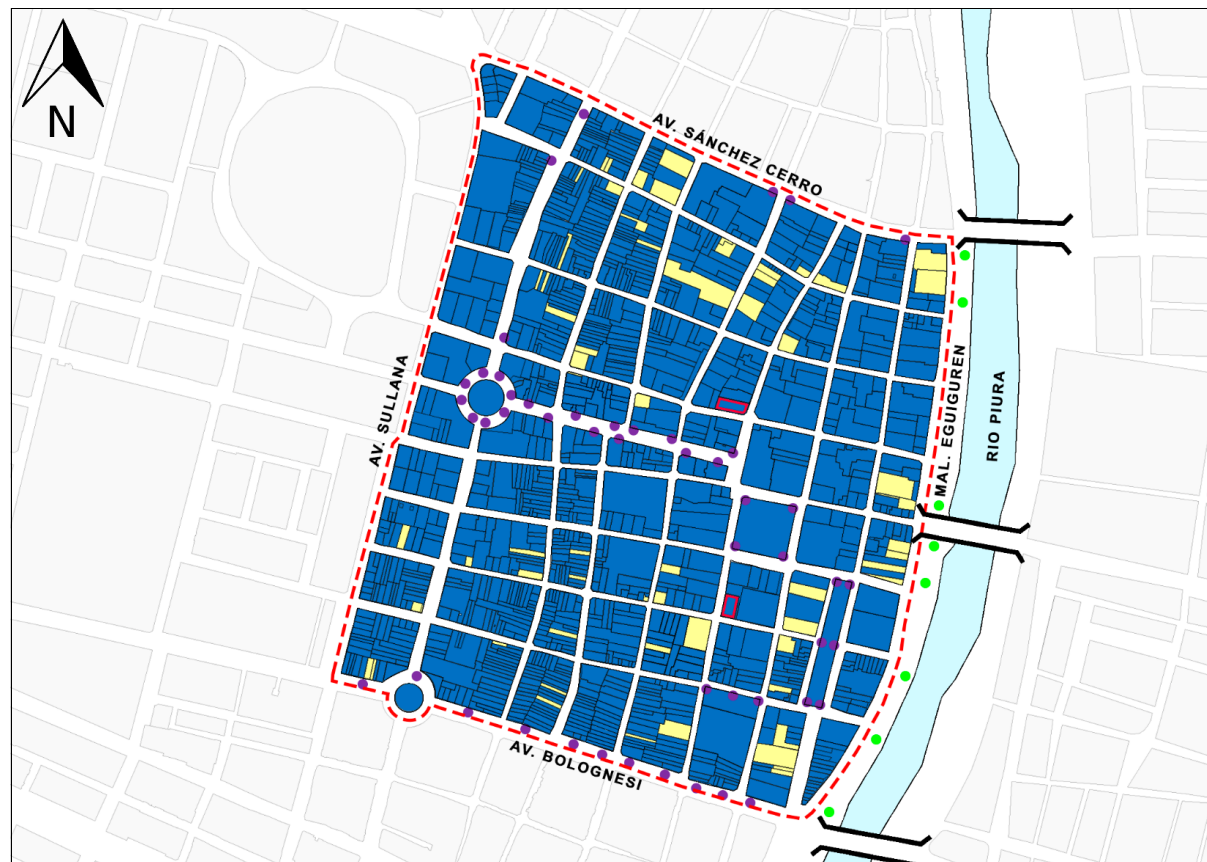 N
AV. SÁNCHEZ CERRO
AV. SULLANA
MAL. EGUIGUREN
RIO PIURA
AV. BOLOGNESI